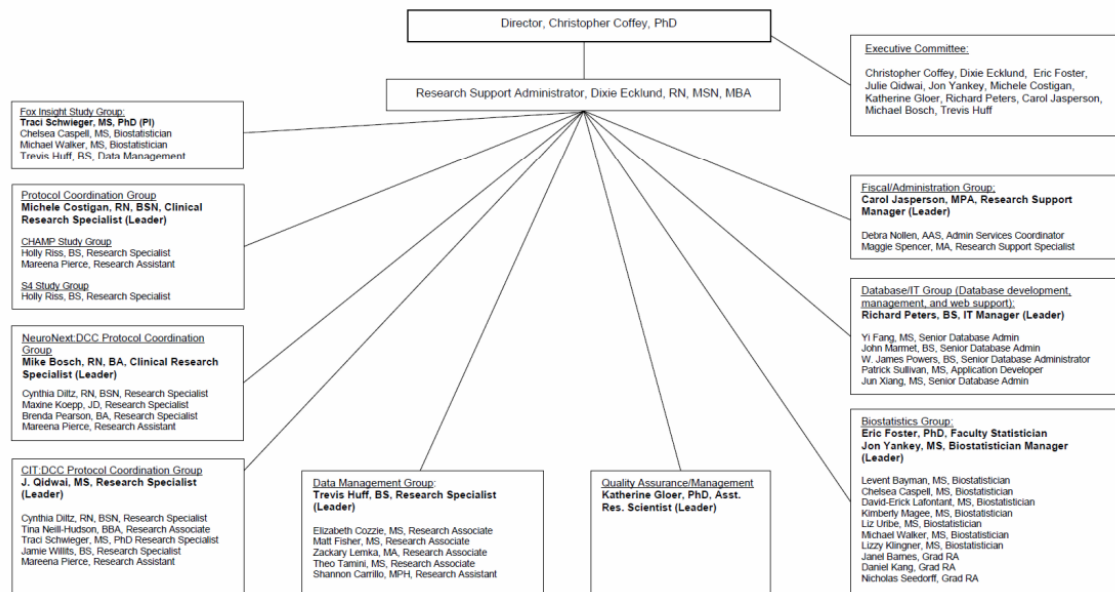 Director, Christopher Coffey, PhD
Research Support Administrator, Dixie Ecklund, RN, MSN, MBA
Executive Committee:
Christopher Coffey, Dixie Ecklund, Eric Foster,
Julie Qidwai, Jon Yankey, Michele Costigan,
Katherine Gloer, Richard Peters, Carol Jasperson,
Michael Bosch, Trevis Huff
Fox Insight Study Group:
Traci Schwieger, MS, PhD (PI)
Chelsea Caspell, MS, Biostatistician
Michael Walker, MS, Biostatistician
Trevis Huff, BS, Data Management
Protocol Coordination Group
Michele Costigan, RN, BSN, Clinical
Research Specialist (Leader)
CHAMP Study Group
Holly Riss, BS, Research Specialist
Mareena Pierce, Research Assistant
S4 Study Group
Holly Riss, BS, Research Specialist
NeuroNext:DCC Protocol Coordination
Group
Mike Bosch, RN, BA, Clinical Research
Specialist (Leader)
Cynthia Diltz, RN, BSN, Research Specialist
Maxine Koepp, JD, Research Specialist
Brenda Pearson, BA, Research Specialist
Mareena Pierce, Research Assistant
CIT:DCC Protocol Coordination Group
J. Qidwai, MS, Research Specialist
(Leader)
Cynthia Diltz, RN, BSN, Research Specialist
Tina Neill-Hudson, BBA, Research Associate
Traci Schwieger, MS, PhD Research Specialist
Jamie Willits, BS, Research Specialist
Mareena Pierce, Research Assistant
Data Management Group:
Trevis Huff, BS, Research Specialist
(Leader)
Elizabeth Cozzie, MS, Research Associate
Matt Fisher, MS, Research Associate
Zackary Lemka, MA, Research Associate
Theo Tamini, MS, Research Associate
Shannon Carrillo, MPH, Research Assistant
Quality Assurance/Management
Katherine Gloer, PhD, Asst.
Res. Scientist (Leader)
Fiscal/Administration Group:
Carol Jasperson, MPA, Research Support
Manager (Leader)
Debra Nollen, AAS, Admin Services Coordinator
Maggie Spencer, MA, Research Support Specialist
Database/IT Group (Database development,
management, and web support):
Richard Peters, BS, IT Manager (Leader)
Yi Fang, MS, Senior Database Admin
John Marmet, BS, Senior Database Admin
W. James Powers, BS, Senior Database Administrator
Patrick Sullivan, MS, Application Developer
Jun Xiang, MS, Senior Database Admin
Biostatistics Group:
Eric Foster, PhD, Faculty Statistician
Jon Yankey, MS, Biostatistician Manager
(Leader)
Levent Bayman, MS, Biostatistician
Chelsea Caspell, MS, Biostatistician
David-Erick Lafontant, MS, Biostatistician
Kimberly Magee, MS, Biostatistician
Liz Uribe, MS, Biostatistician
Michael Walker, MS, Biostatistician
Lizzy Klingner, MS, Biostatistician
Janel Barnes, Grad RA
Daniel Kang, Grad RA
Nicholas Seedorff, Grad RA